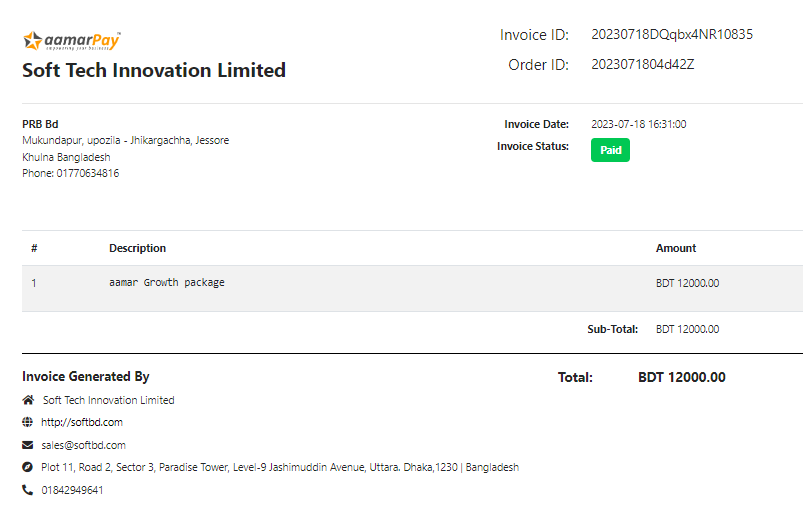 aamarPay
empowering your business
Soft Tech Innovation Limited
Invoice ID: 20230718DQqbx4NR10835
Order ID: 2023071804d42Z
PRB Bd
Mukundapur, upozila - Jhikargachha, Jessore
Khulna Bangladesh
Phone: 01770634816
Invoice Date: 2023-07-18 16:31:00
Invoice Status: Paid
# Description Amount
1 aamar Growth package BDT 12000.00
Sub-Total: BDT 12000.00
Total: BDT 12000.00
Invoice Generated By
Soft Tech Innovation Limited
http://softbd.com
sales@softbd.com
Plot 11, Road 2, Sector 3, Paradise Tower, Level-9 Jashimuddin Avenue, Uttara. Dhaka,1230 | Bangladesh
01842949641